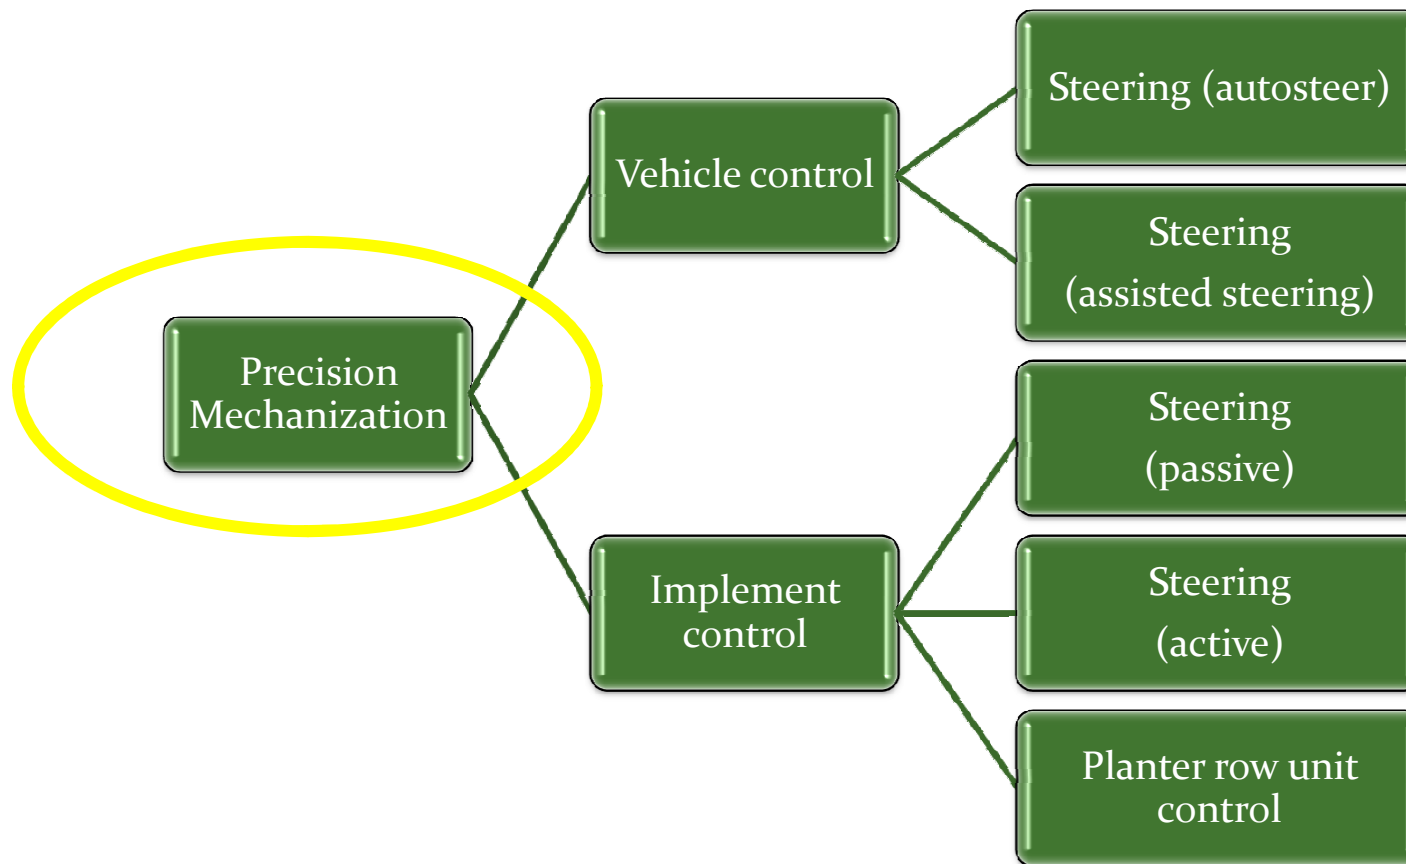 Precision
Mechanization
Vehicle control
Implement
control
Steering (autosteer)
Steering
(assisted steering)
Steering
(passive)
Steering
(active)
Planter row unit
control